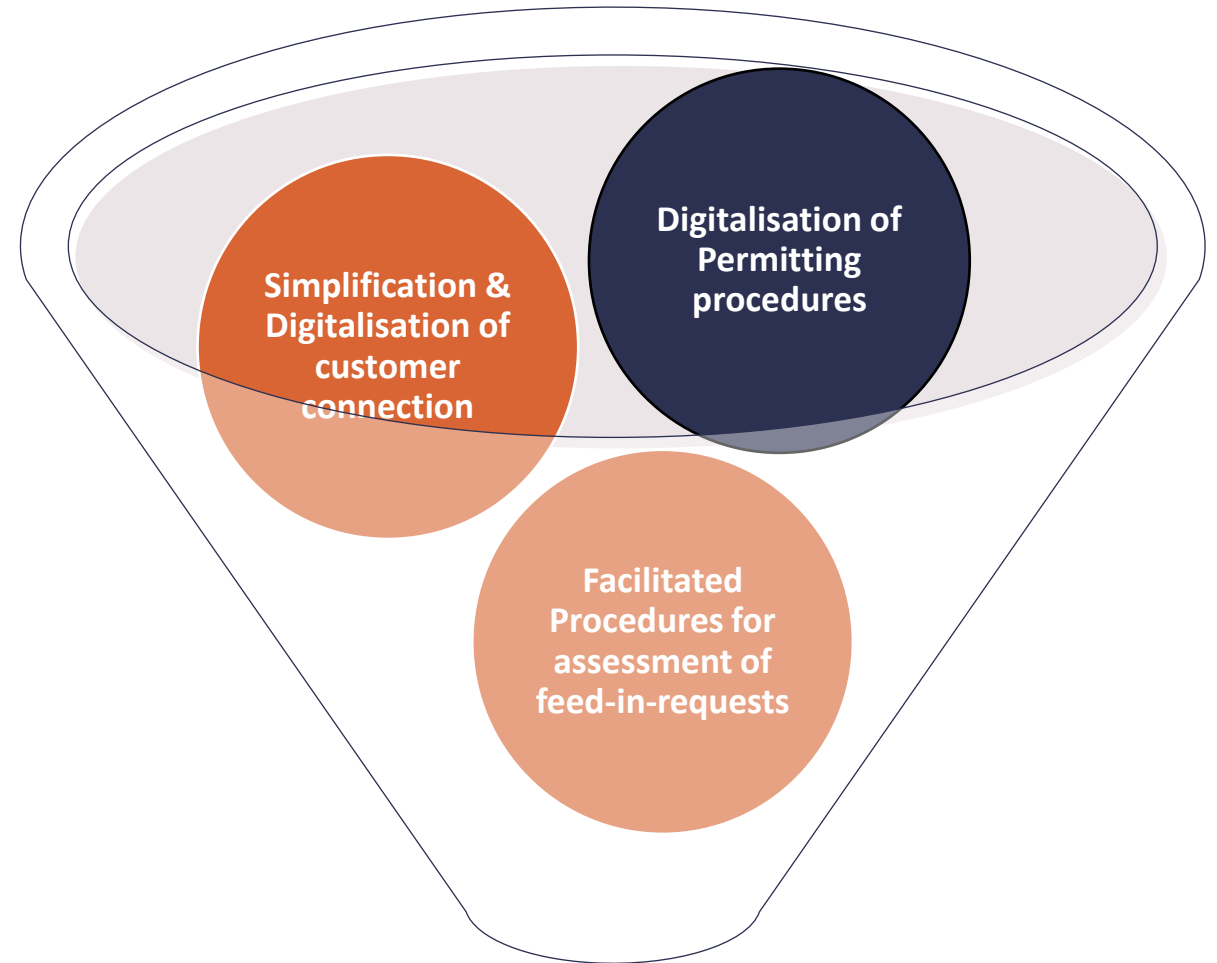 Simplification &
Digitalisation of
customer
connection
Digitalisation of
Permitting
procedures
Facilitated
Procedures for
assessment of
feed-in-requests